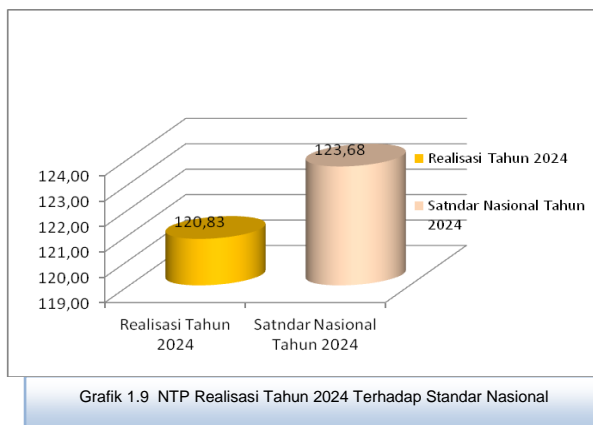 123,68
120,83
124,00
123,00
122,00
121,00
120,00
119,00
Realisasi Tahun
2024
Satndar Nasional
Tahun 2024
Realisasi Tahun 2024
Satndar Nasional Tahun
2024
Grafik 1.9 NTP Realisasi Tahun 2024 Terhadap Standar Nasional